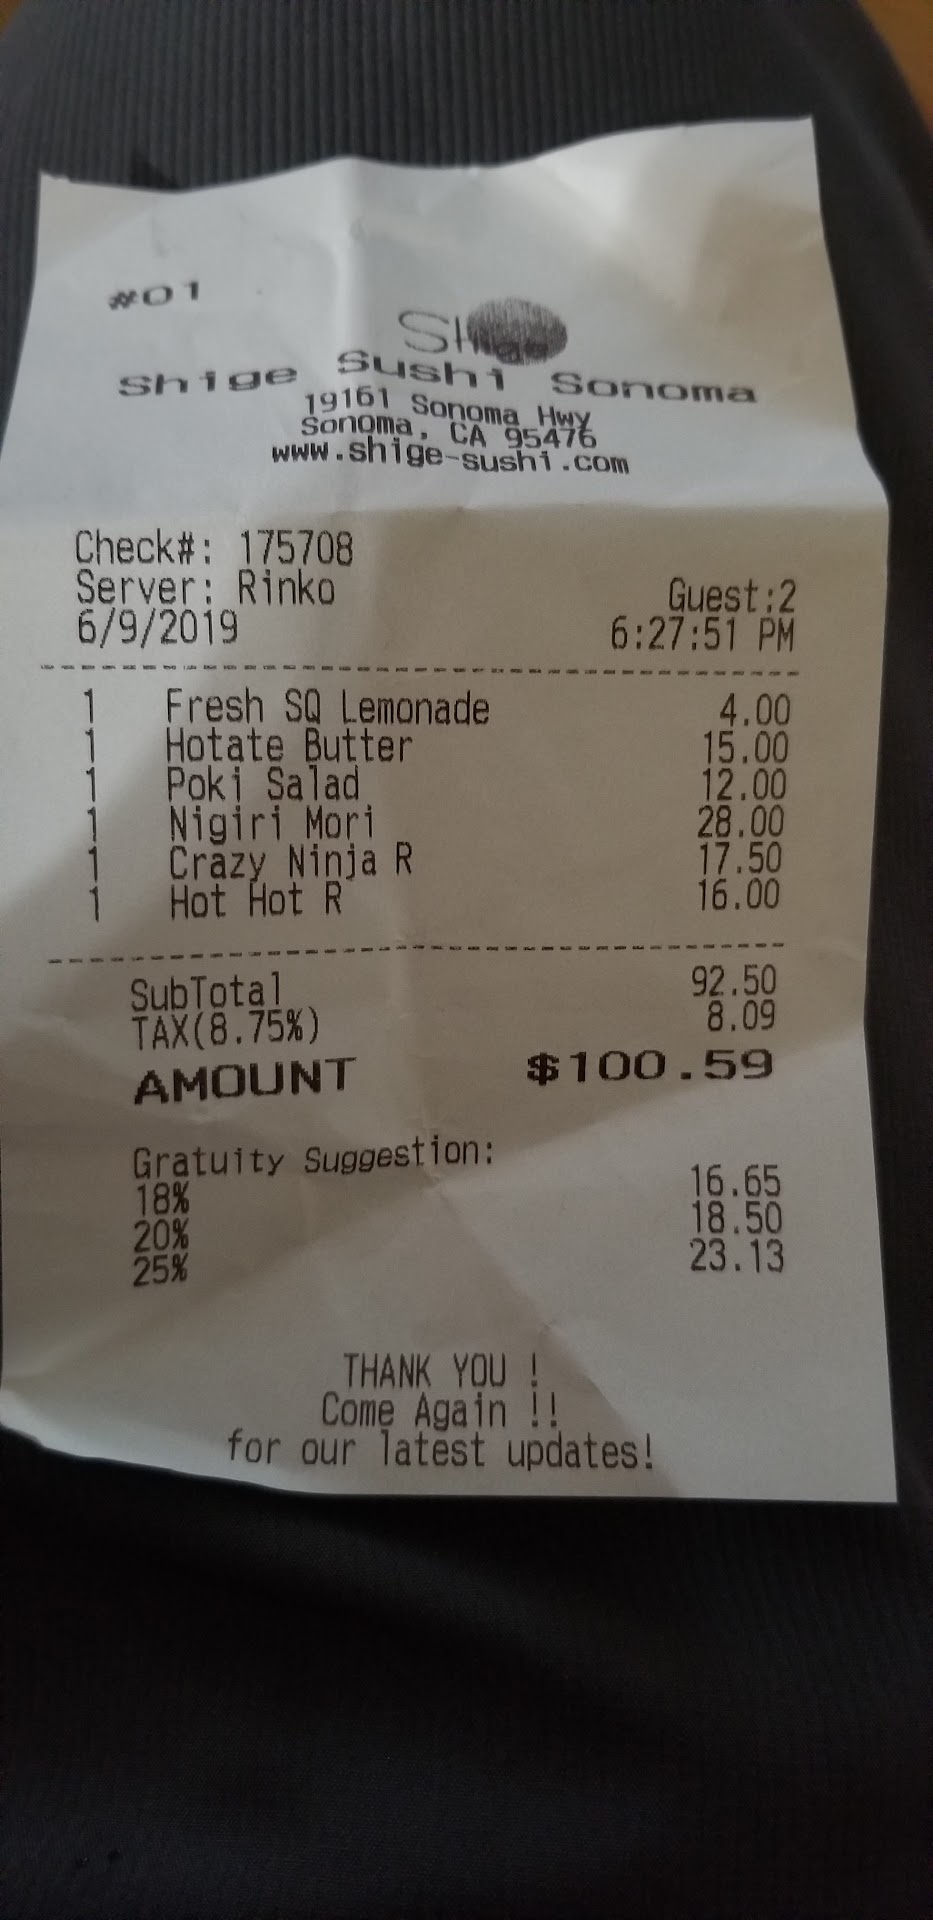 #01
Shige
Shige Sushi Sonoma
19161 Sonoma Hwy
Sonoma, CA 95476
www.shige-sushi.com
Check#: 175708
Server: Rinko Guest:2
6/9/2019 6:27:51 PM
1 Fresh SQ Lemonade 4.00
1 Hotate Butter 15.00
1 Poki Salad 12.00
1 Nigiri Mori 28.00
1 Crazy Ninja R 17.50
1 Hot Hot R 16.00
SubTotal 92.50
TAX(8.75%) 8.09
AMOUNT $100.59
Gratuity Suggestion:
18% 16.65
20% 18.50
25% 23.13
THANK YOU !
Come Again !!
for our latest updates!